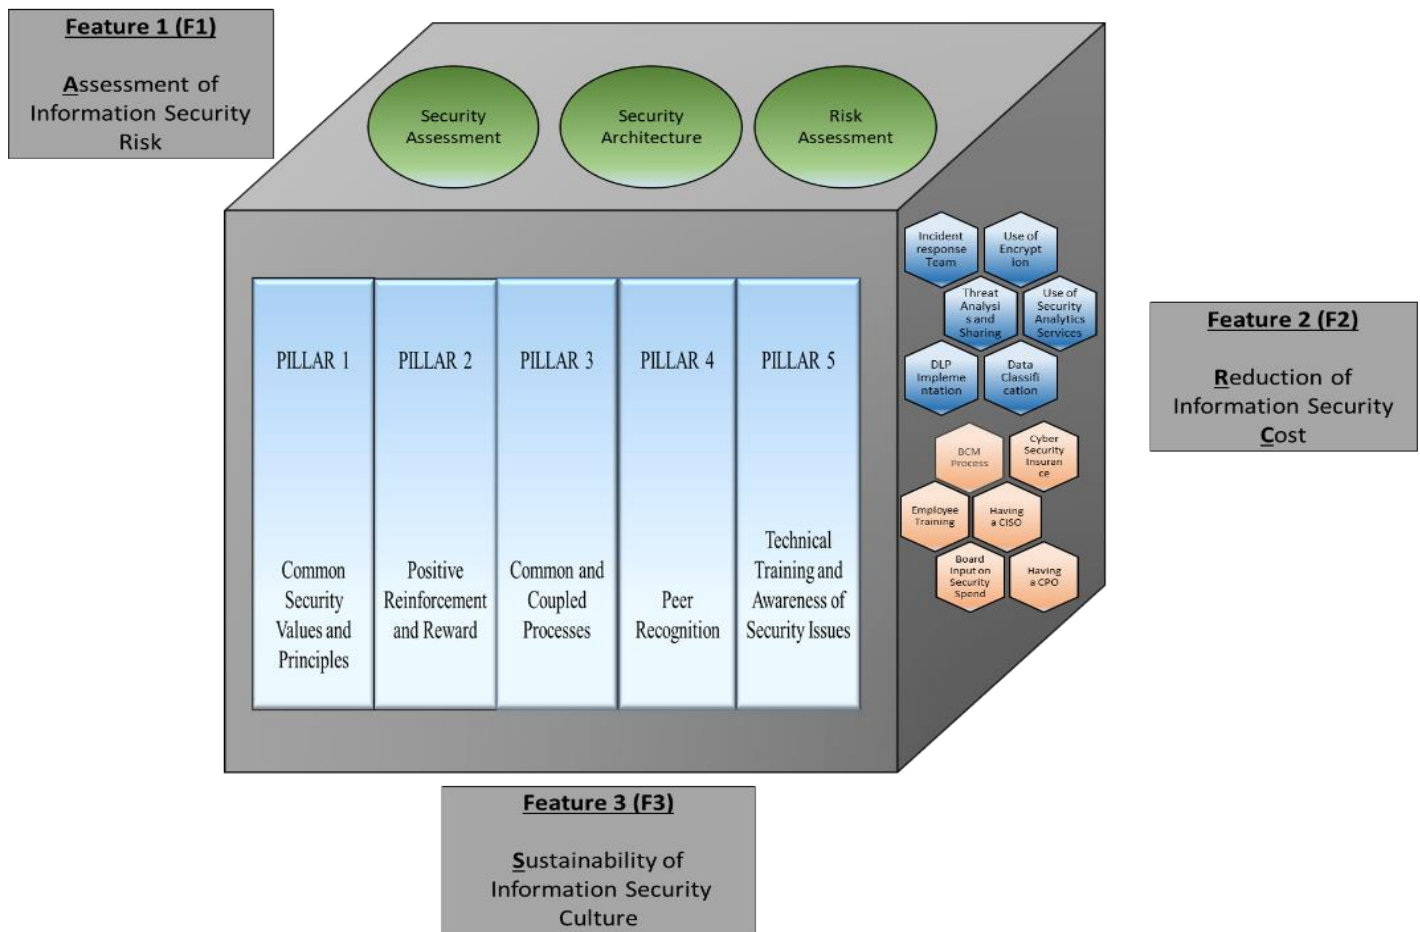 Feature 1 (F1)
Assessment of
Information Security
Risk
Security
Assessment
Security
Architecture
Risk
Assessment
Incident
response
Team
Use of
Encrypt
ion
Threat
Analysi
s and
Sharing
Use of
Security
Analytics
Services
DLP
Impleme
ntation
Data
Classifi
cation
BCM
Process
Cyber
Security
Insuran
ce
Employee
Training
Having
a CISO
Board
Input on
Security
Spend
Having
a CPO
Feature 2 (F2)
Reduction of
Information Security
Cost
PILLAR 1
Common
Security
Values and
Principles
PILLAR 2
Positive
Reinforcement
and Reward
PILLAR 3
Common and
Coupled
Processes
PILLAR 4
Peer
Recognition
PILLAR 5
Technical
Training and
Awareness of
Security Issues
Feature 3 (F3)
Sustainability of
Information Security
Culture